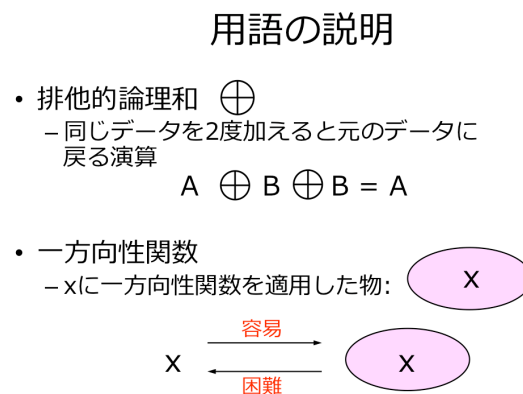 用語の説明
• 排他的論理和 ⊕
– 同じデータを2度加えると元のデータに
戻る演算
A ⊕ B ⊕ B = A
• 一方向性関数
– xに一方向性関数を適用した物: x
容易
x x
困難